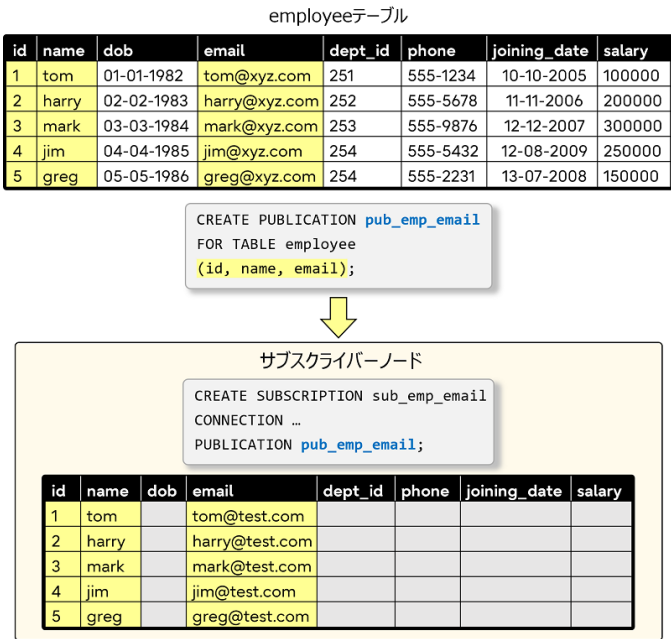 employeeテーブル
id name dob email dept_id phone joining_date salary
1 tom 01-01-1982 tom@xyz.com 251 555-1234 10-10-2005 100000
2 harry 02-02-1983 harry@xyz.com 252 555-5678 11-11-2006 200000
3 mark 03-03-1984 mark@xyz.com 253 555-9876 12-12-2007 300000
4 jim 04-04-1985 jim@xyz.com 254 555-5432 12-08-2009 250000
5 greg 05-05-1986 greg@xyz.com 254 555-2231 13-07-2008 150000
CREATE PUBLICATION pub_emp_email
FOR TABLE employee
(id, name, email);
サブスクライバーノード
CREATE SUBSCRIPTION sub_emp_email
CONNECTION …
PUBLICATION pub_emp_email;
id name dob email dept_id phone joining_date salary
1 tom tom@test.com
2 harry harry@test.com
3 mark mark@test.com
4 jim jim@test.com
5 greg greg@test.com